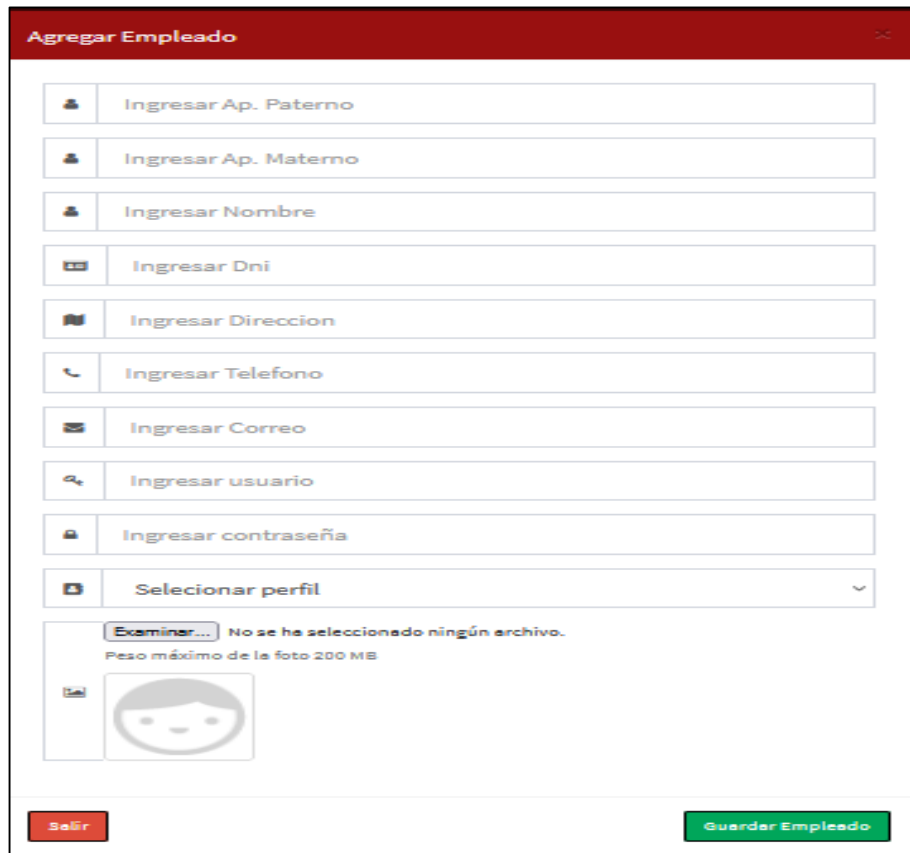 Agregar Empleado
Ingresar Ap. Paterno
Ingresar Ap. Materno
Ingresar Nombre
Ingresar Dni
Ingresar Direccion
Ingresar Telefono
Ingresar Correo
Ingresar usuario
Ingresar contraseña
Selecionar perfil
Examinar... No se ha seleccionado ningún archivo.
Peso máximo de la foto 200 MB
Salir
Guardar Empleado